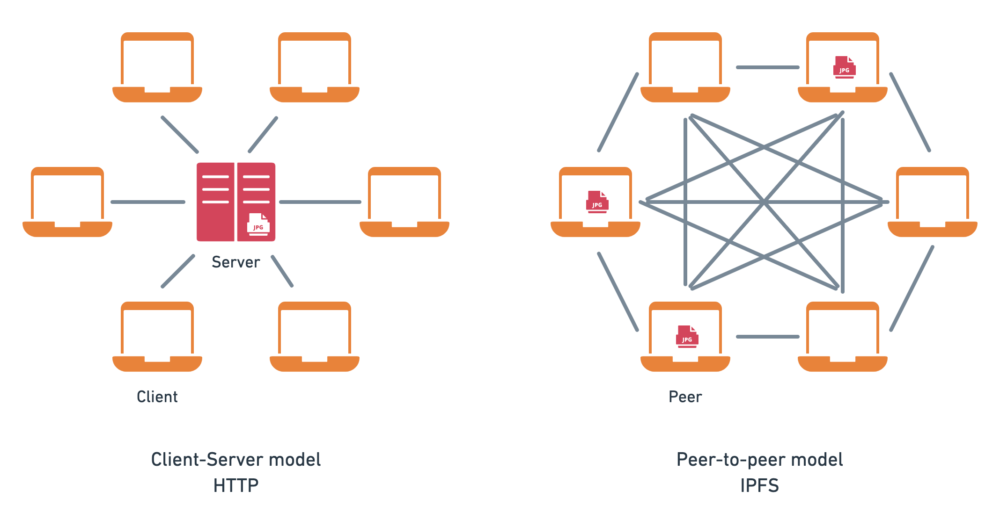 JPG
Server
Client
Client-Server model
HTTP
JPG
JPG
JPG
Peer
Peer-to-peer model
IPFS